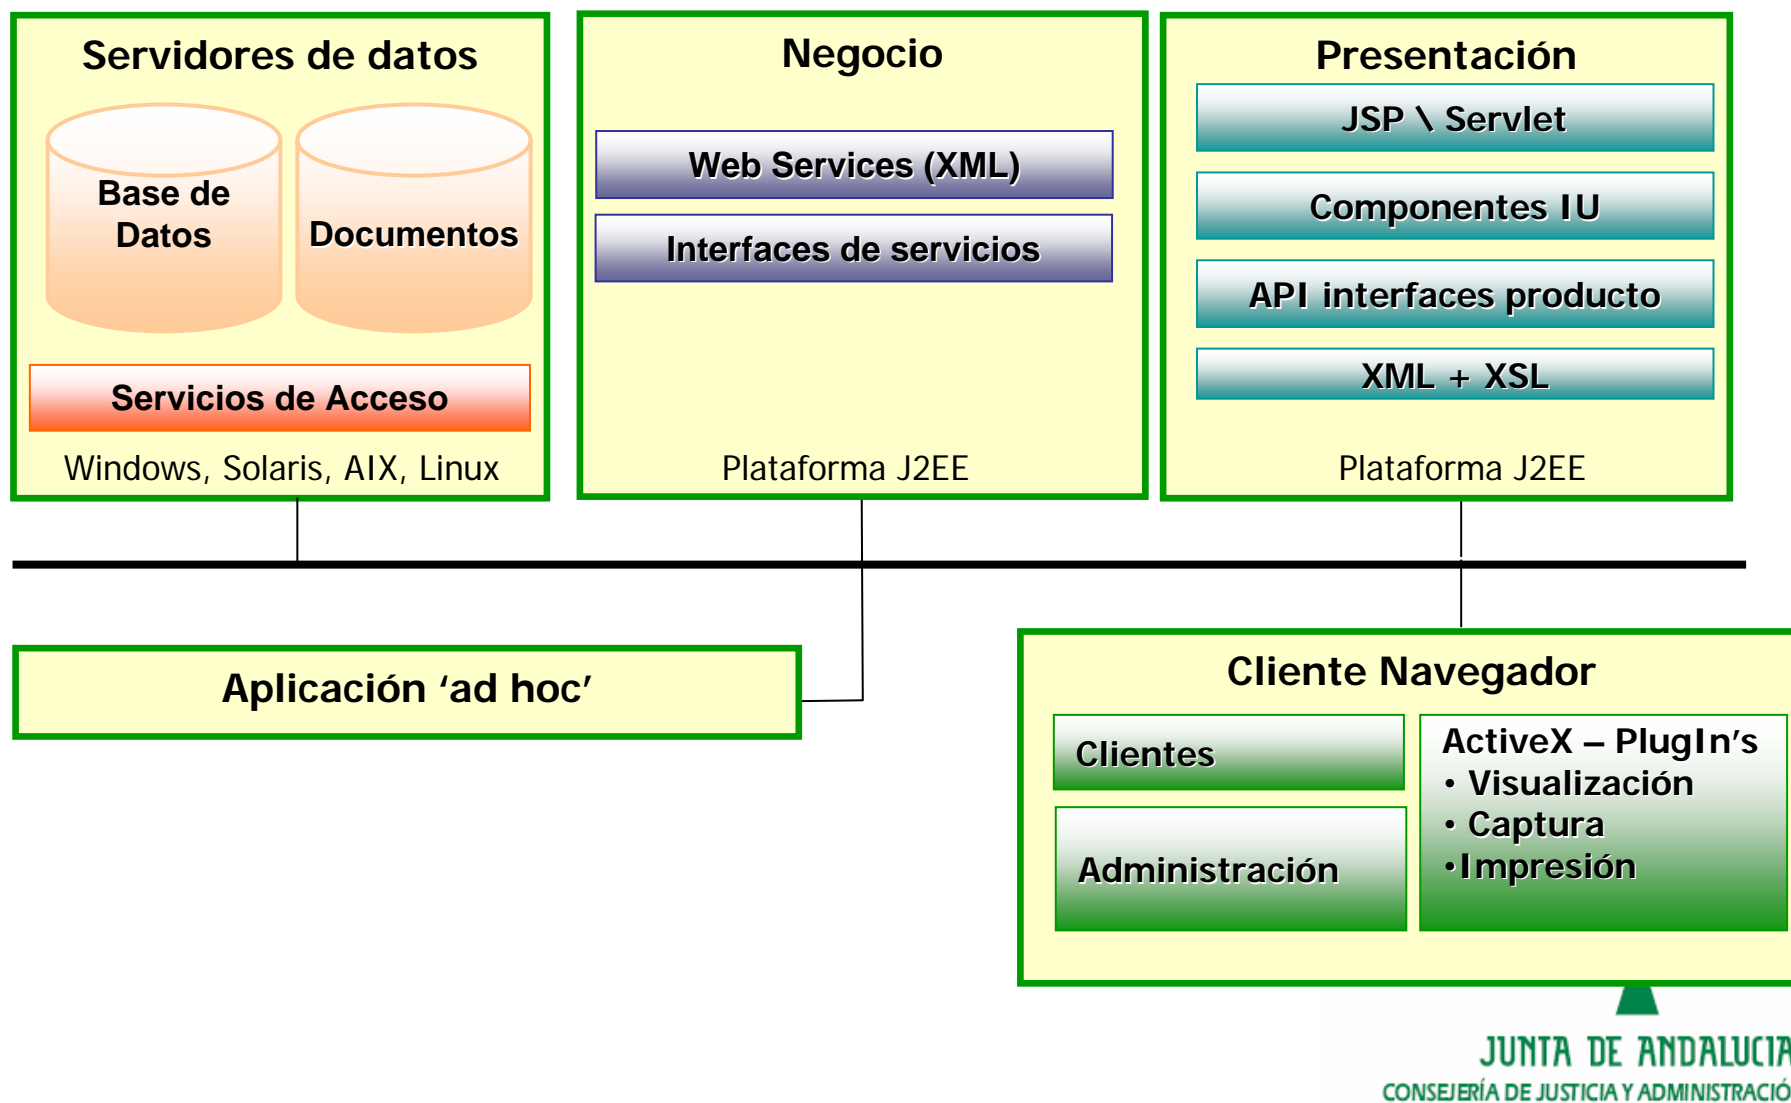 Servidores de datos
Base de
Datos
Documentos
Servicios de Acceso
Windows, Solaris, AIX, Linux
Negocio
Web Services (XML)
Interfaces de servicios
Plataforma J2EE
Presentación
JSP \ Servlet
Componentes IU
API interfaces producto
XML + XSL
Plataforma J2EE
Aplicación ‘ad hoc’
Cliente Navegador
Clientes
Administración
ActiveX – PlugIn’s
• Visualización
• Captura
•Impresión
JUNTA DE ANDALUCIA
CONSEJERÍA DE JUSTICIA Y ADMINISTRACIÓ